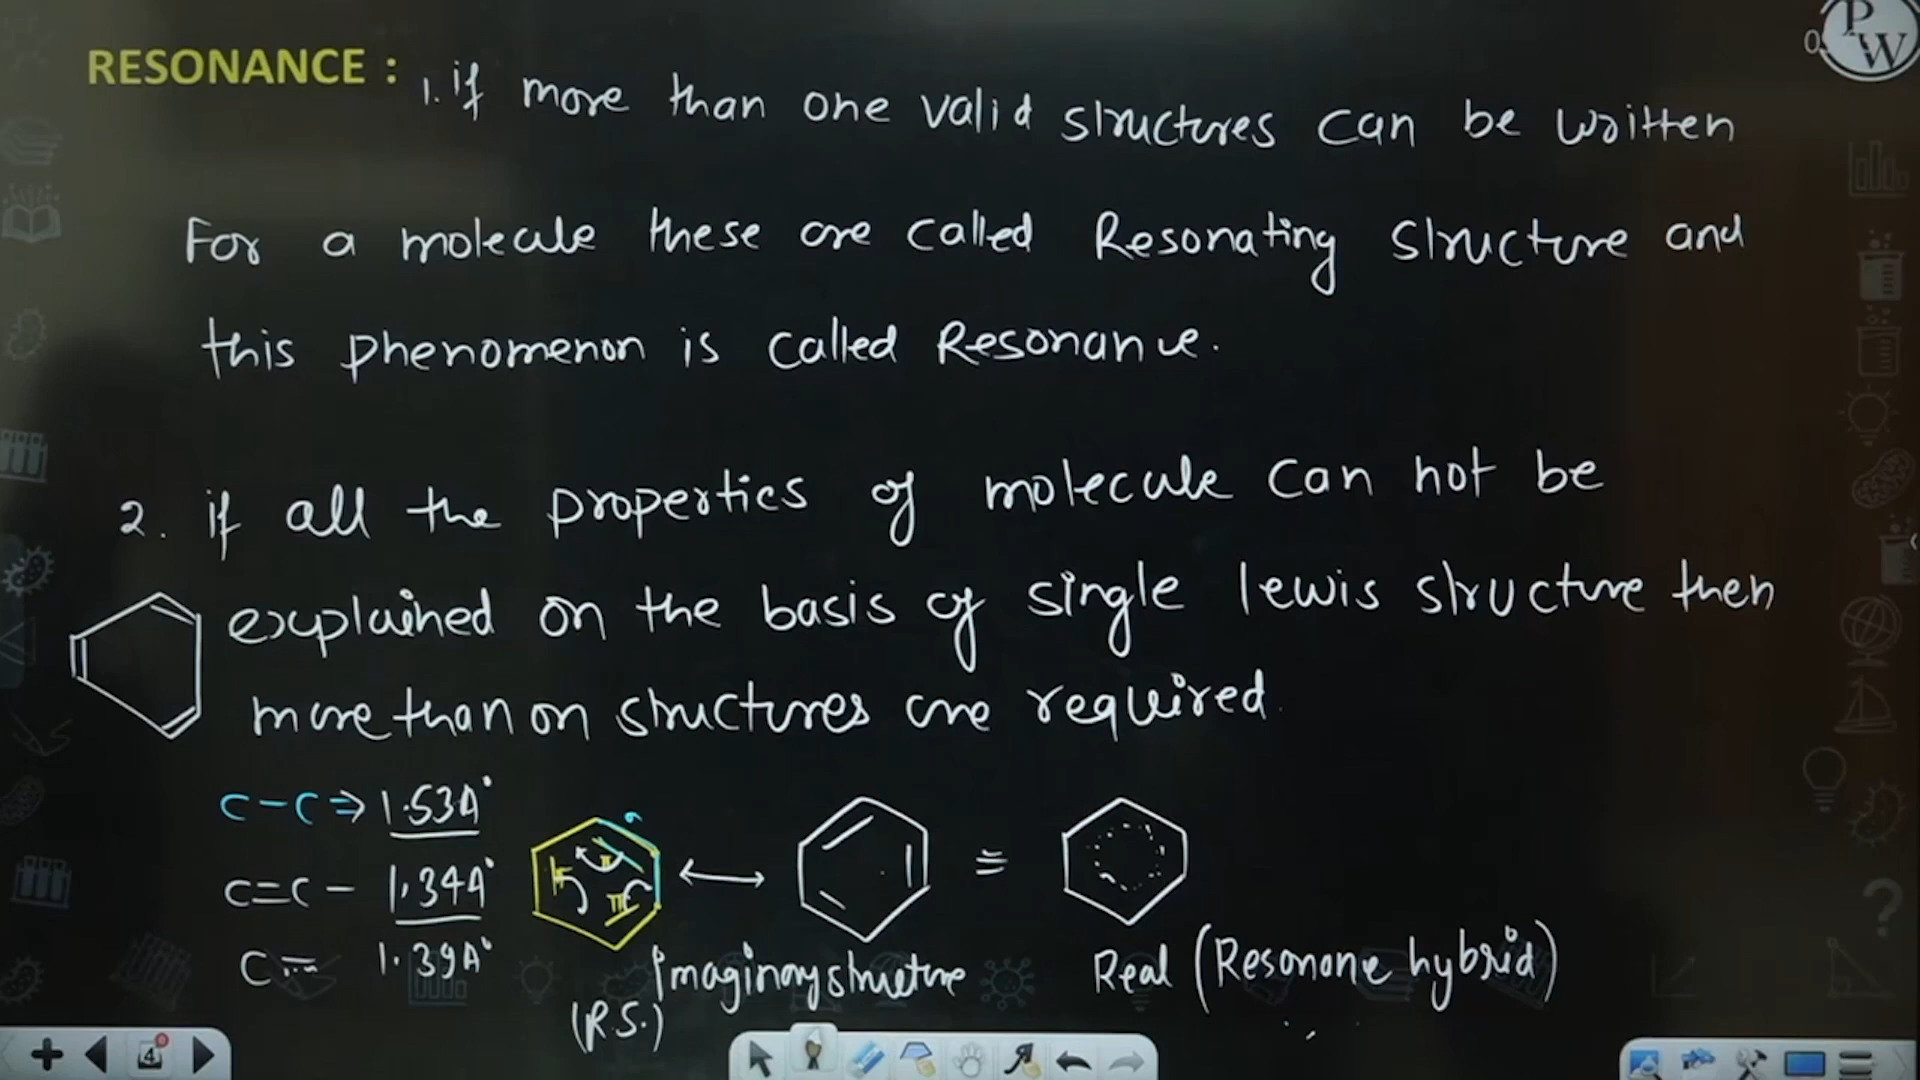 RESONANCE : 1. if more than one valid structures can be written
For a molecule these are called Resonating structure and
this phenomenon is called Resonance.
2. if all the properties of molecule can not be
explained on the basis of single lewis structure then
more than on structures are required.
C-C ⇒ 1.53A°
C=C - 1.34A°
1.39A°
σ
π
π
π
↔
≡
Imaginary structure
(R.S.)
Real (Resonane hybrid)
PW
4